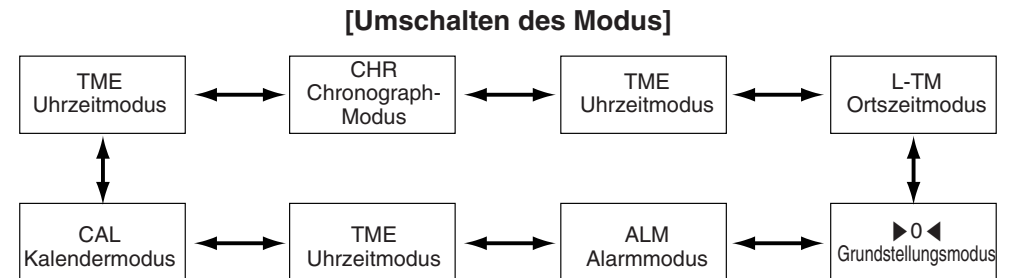 [Umschalten des Modus]
TME
Uhrzeitmodus
CHR
Chronograph-
Modus
TME
Uhrzeitmodus
L-TM
Ortszeitmodus
CAL
Kalendermodus
TME
Uhrzeitmodus
ALM
Alarmmodus
▶0◀
Grundstellungsmodus